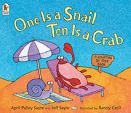 One Is a Snail
Ten Is a Crab
April Pulley Sayre and Jeff Sayre
illustrated by Randy Cecil